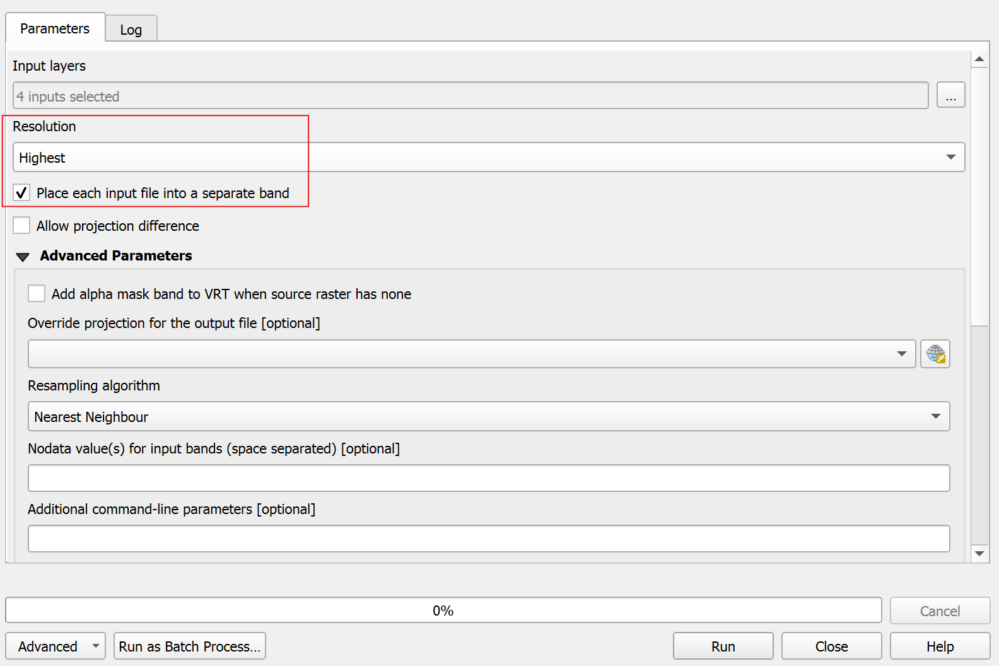 Parameters
Log
Input layers
4 inputs selected
...
Resolution
Highest
Place each input file into a separate band
Allow projection difference
Advanced Parameters
Add alpha mask band to VRT when source raster has none
Override projection for the output file [optional]
Resampling algorithm
Nearest Neighbour
Nodata value(s) for input bands (space separated) [optional]
Additional command-line parameters [optional]
0%
Cancel
Advanced
Run as Batch Process...
Run
Close
Help